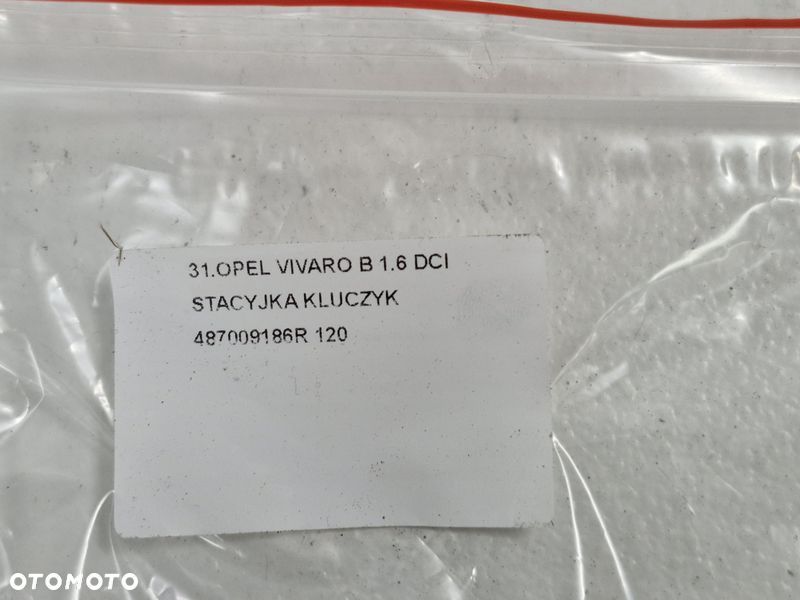 31.OPEL VIVARO B 1.6 DCI
STACYJKA KLUCZYK
487009186R 120
OTOMOTO